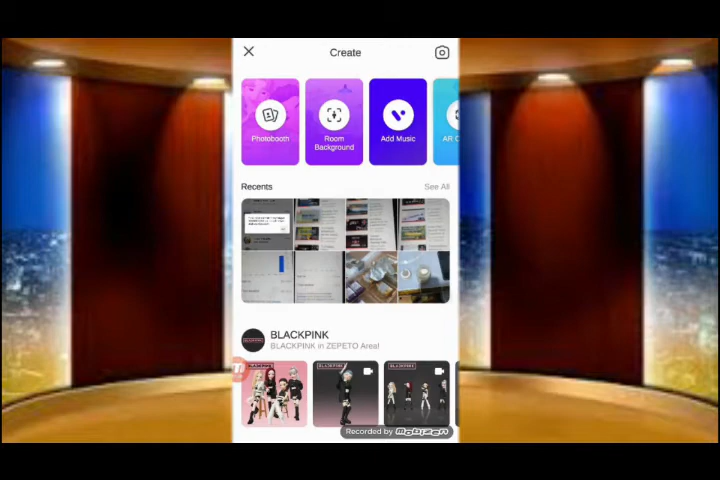 Create
Photobooth
Room
Background
Add Music
AR C
Recents
See All
BLACKPINK
BLACKPINK in ZEPETO Area!
BLACKPINK
BLACKPINK
BLACKPINK
Recorded by MOBIZEN